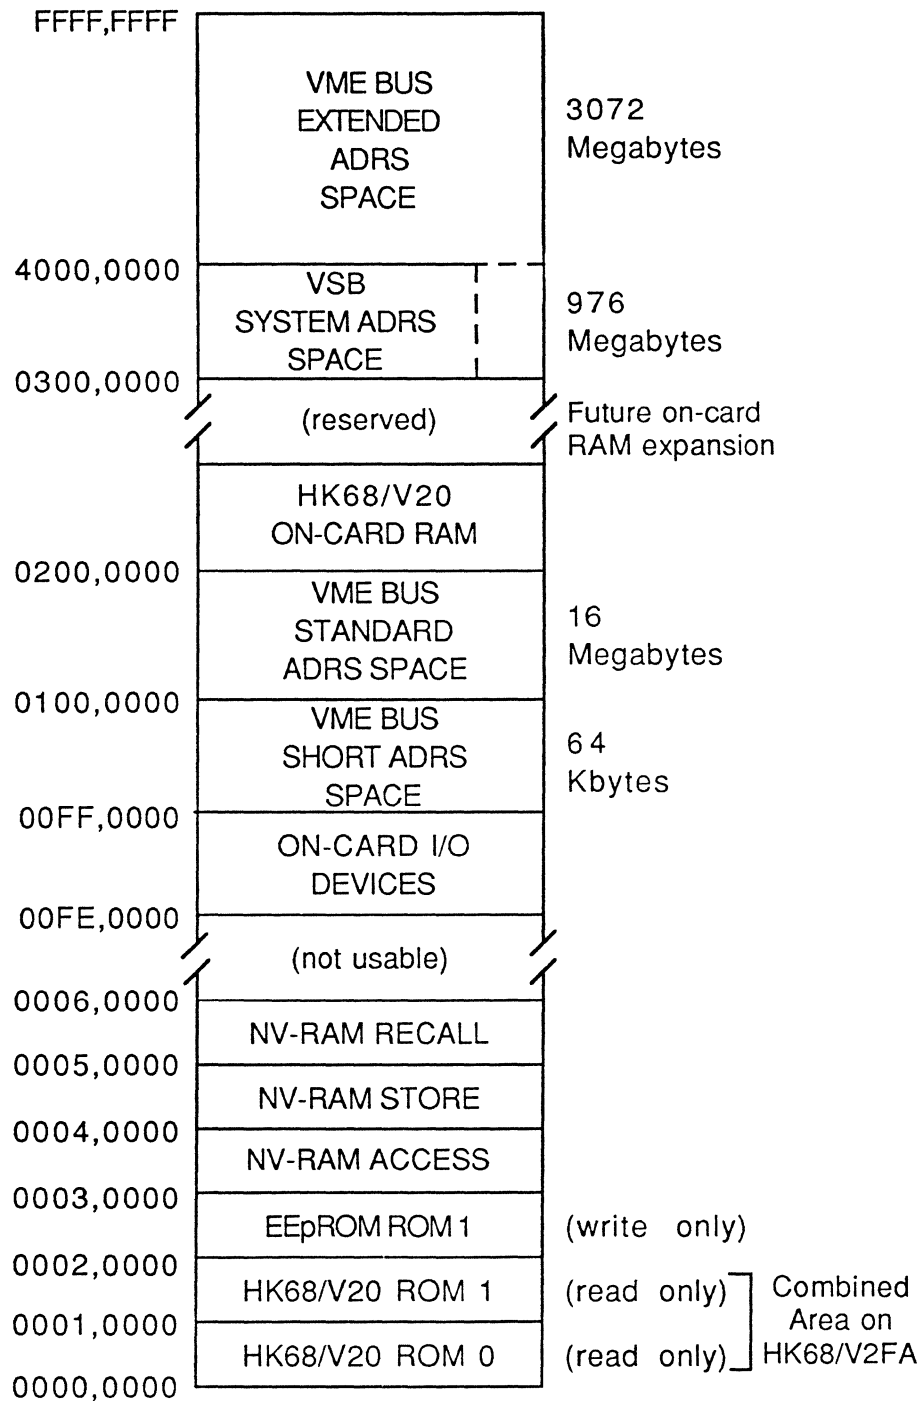 FFFF,FFFF
VME BUS
EXTENDED
ADRS
SPACE
3072
Megabytes
4000,0000
VSB
SYSTEM ADRS
SPACE
976
Megabytes
0300,0000
(reserved)
Future on-card
RAM expansion
HK68/V20
ON-CARD RAM
0200,0000
VME BUS
STANDARD
ADRS SPACE
16
Megabytes
0100,0000
VME BUS
SHORT ADRS
SPACE
64
Kbytes
00FF,0000
ON-CARD I/O
DEVICES
00FE,0000
(not usable)
0006,0000
NV-RAM RECALL
0005,0000
NV-RAM STORE
0004,0000
NV-RAM ACCESS
0003,0000
EEpROM ROM 1 (write only)
0002,0000
HK68/V20 ROM 1 (read only)
0001,0000
HK68/V20 ROM 0 (read only)
0000,0000
Combined
Area on
HK68/V2FA